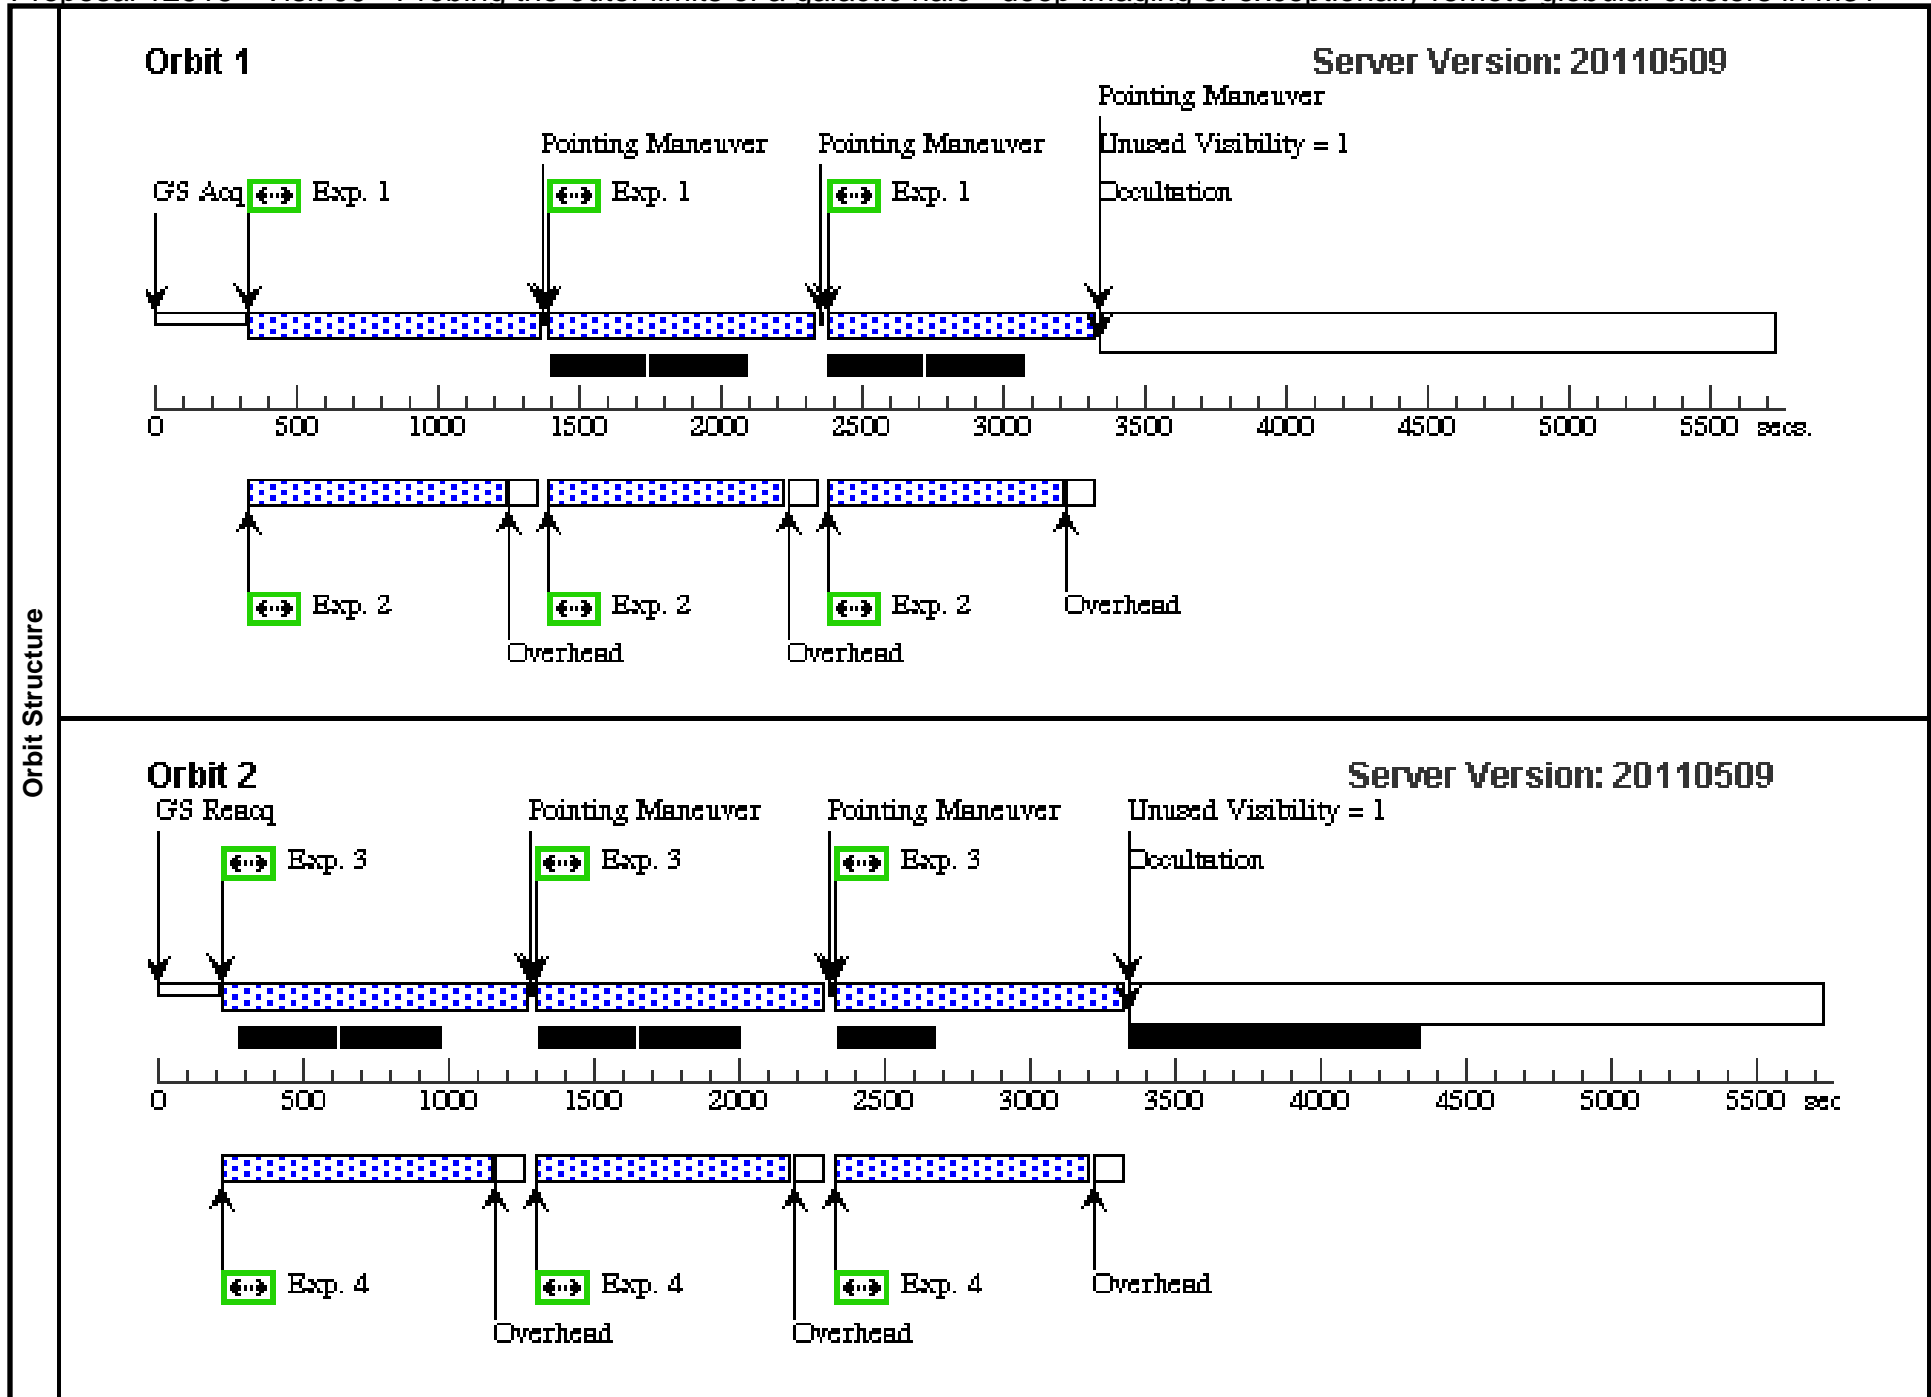 Orbit Structure
Orbit 1
Server Version: 20110509
Pointing Maneuver
Pointing Maneuver
Pointing Maneuver
Unused Visibility = 1
GS Acq
Exp. 1
Exp. 1
Exp. 1
Occultation
0 500 1000 1500 2000 2500 3000 3500 4000 4500 5000 5500 secs.
Exp. 2
Exp. 2
Exp. 2
Overhead
Overhead
Overhead
Orbit 2
Server Version: 20110509
GS Reacq
Pointing Maneuver
Pointing Maneuver
Unused Visibility = 1
Exp. 3
Exp. 3
Exp. 3
Occultation
0 500 1000 1500 2000 2500 3000 3500 4000 4500 5000 5500 sec
Exp. 4
Exp. 4
Exp. 4
Overhead
Overhead
Overhead